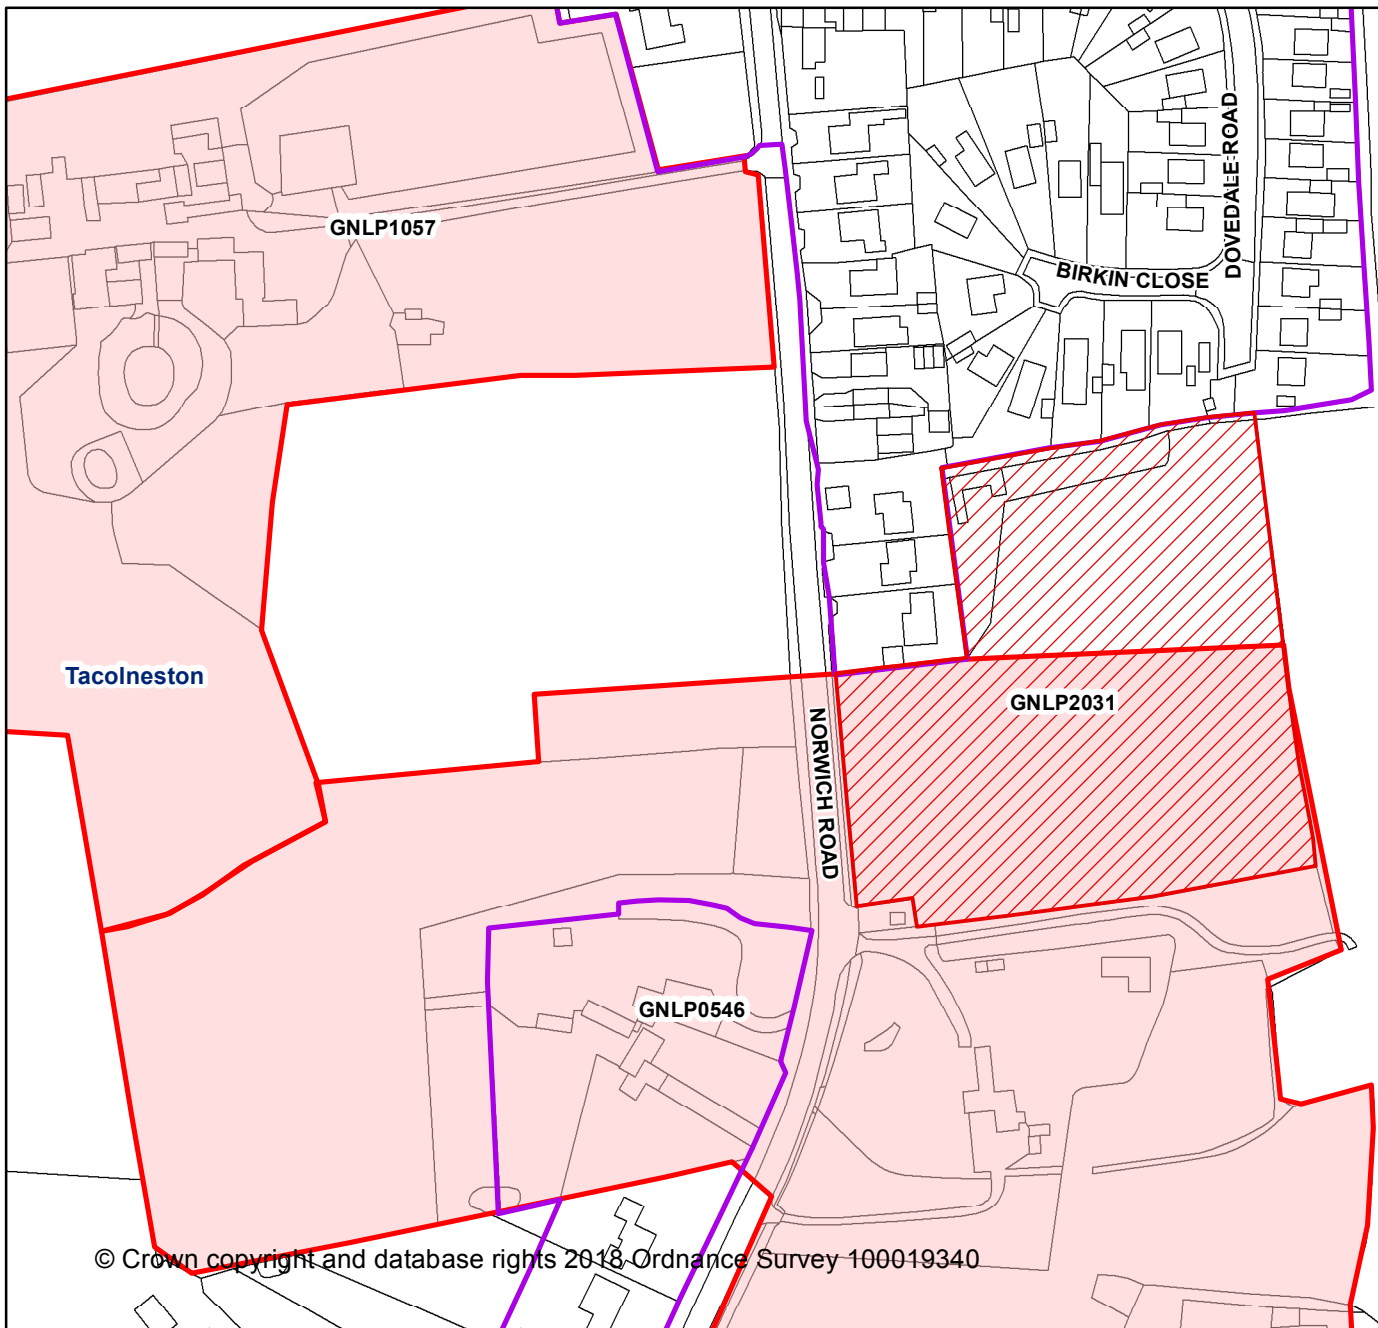 DOVEDALE ROAD
GNLP1057
BIRKIN CLOSE
Tacolneston
GNLP2031
NORWICH ROAD
GNLP0546
© Crown copyright and database rights 2018 Ordnance Survey 100019340